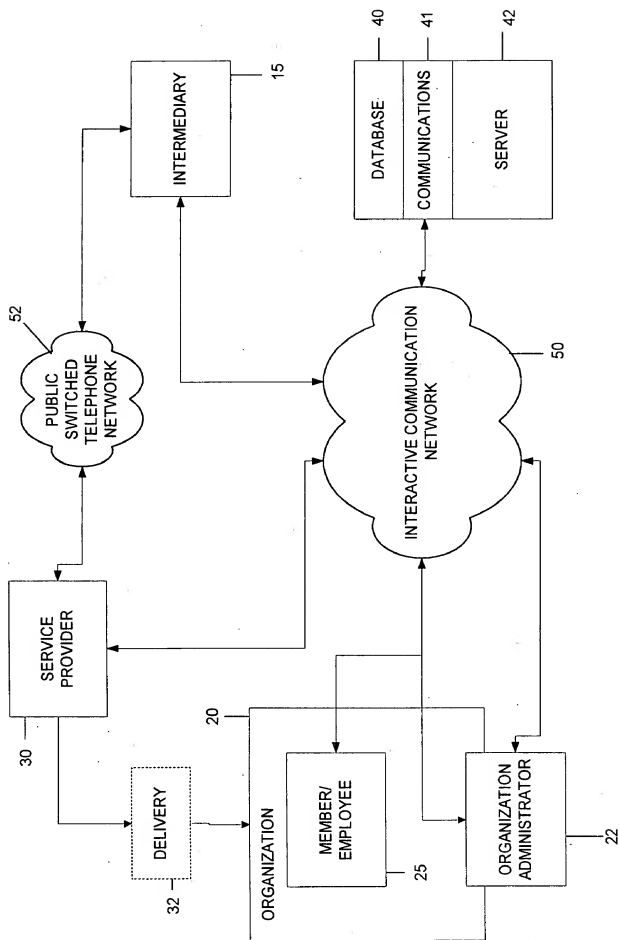 SERVICE
PROVIDER
30
PUBLIC
SWITCHED
TELEPHONE
NETWORK
52
INTERMEDIARY
15
DELIVERY
32
20
ORGANIZATION
MEMBER/
EMPLOYEE
25
ORGANIZATION
ADMINISTRATOR
22
INTERACTIVE COMMUNICATION
NETWORK
50
DATABASE
40
COMMUNICATIONS
41
SERVER
42